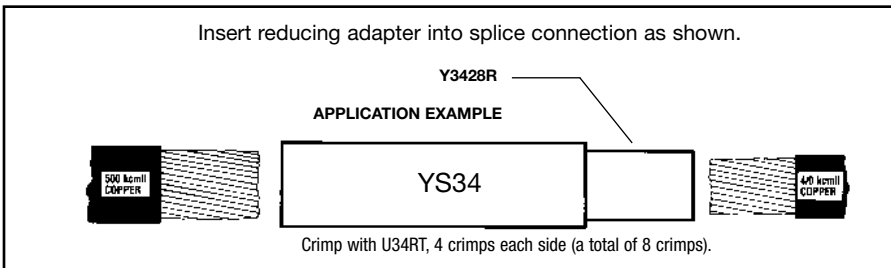 Insert reducing adapter into splice connection as shown.
Y3428R
APPLICATION EXAMPLE
500 kcmil
COPPER
YS34
4/0 kcmil
COPPER
Crimp with U34RT, 4 crimps each side (a total of 8 crimps).